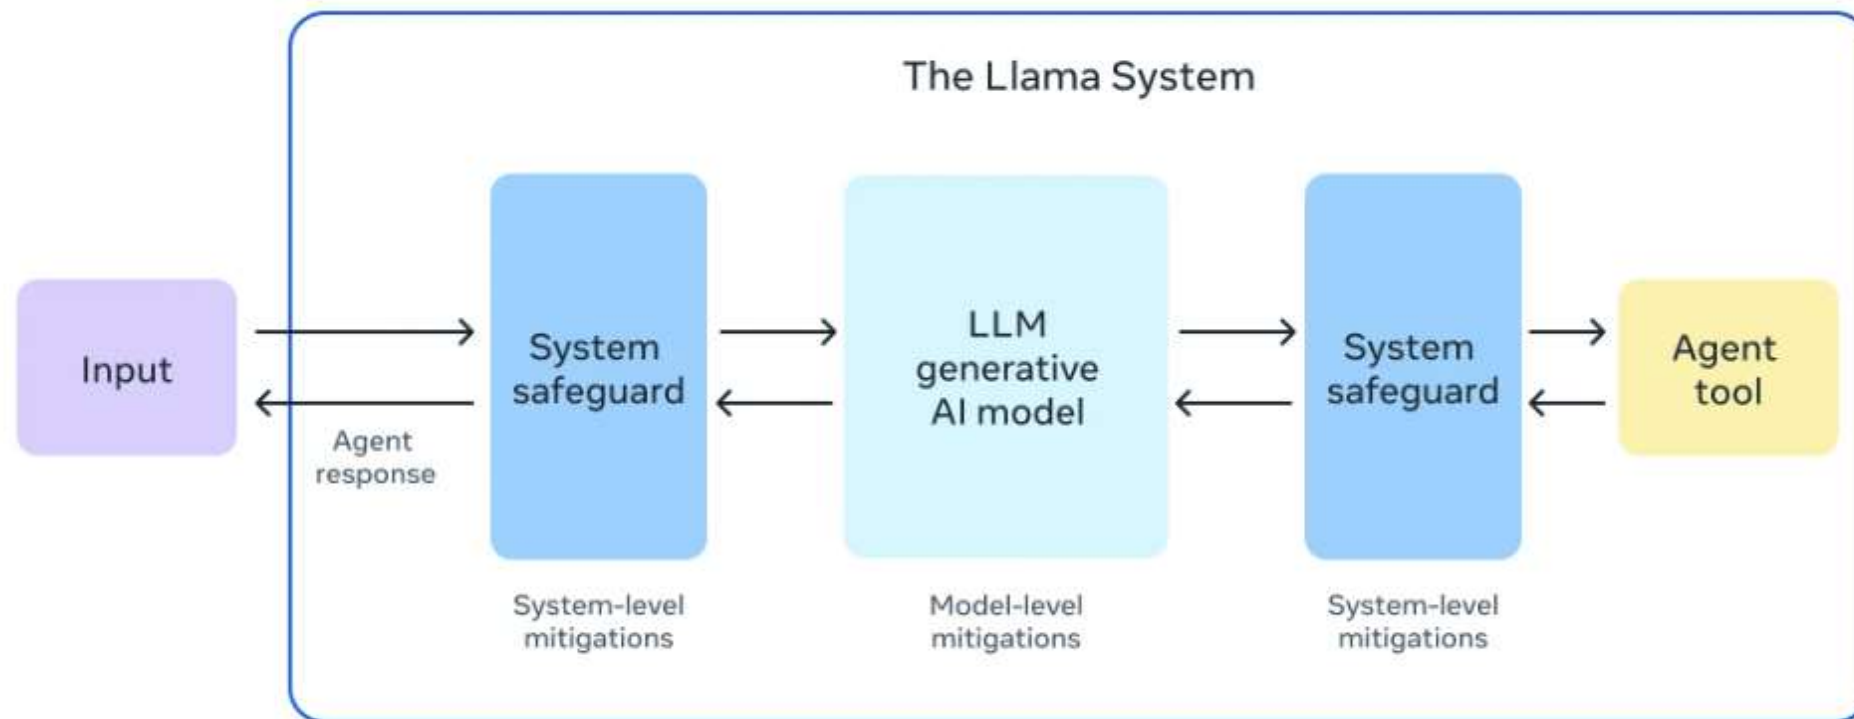 The Llama System
Input
Agent
response
System
safeguard
System-level
mitigations
LLM
generative
AI model
Model-level
mitigations
System
safeguard
System-level
mitigations
Agent
tool